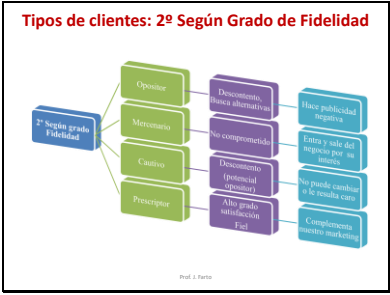 Tipos de clientes: 2º Según Grado de Fidelidad
2º Según grado
Fidelidad
Opositor
Descontento,
Busca alternativas
Hace publicidad
negativa
Mercenario
No comprometido
Entra y sale del
negocio por su
interés
Cautivo
Descontento
(potencial
opositor)
No puede cambiar
o le resulta caro
Prescriptor
Alto grado
satisfacción
Fiel
Complementa
nuestro marketing
Prof. J. Farto